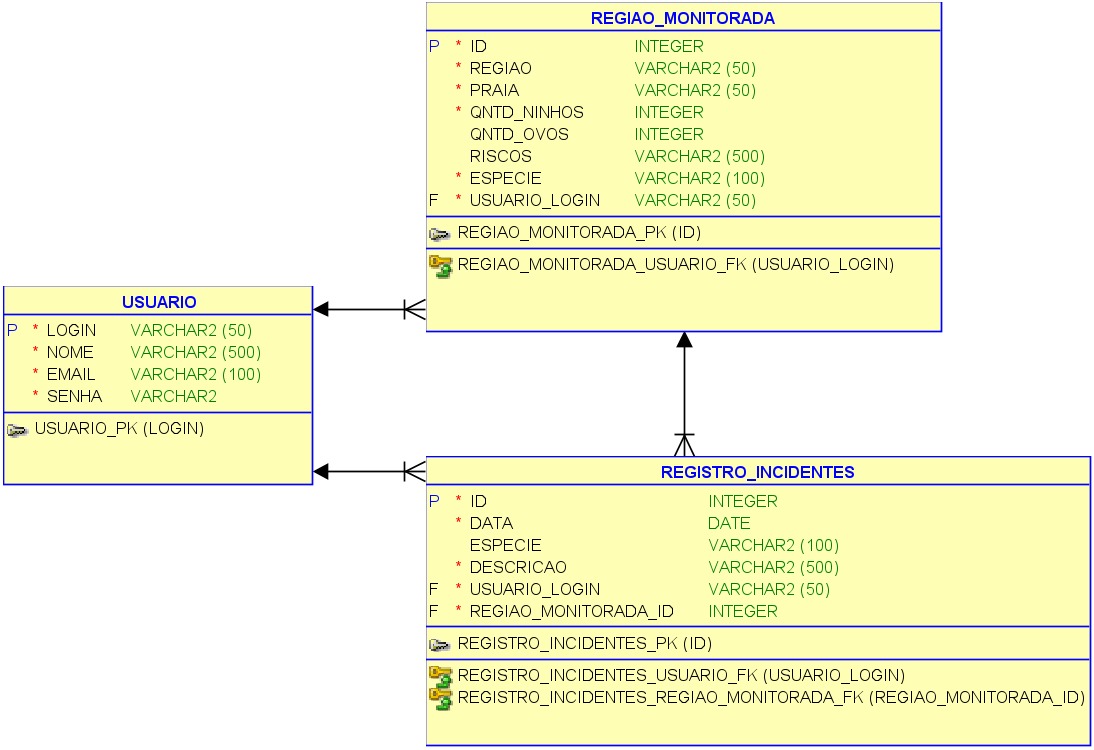 REGIAO_MONITORADA
P * ID INTEGER
* REGIAO VARCHAR2 (50)
* PRAIA VARCHAR2 (50)
* QNTD_NINHOS INTEGER
QNTD_OVOS INTEGER
RISCOS VARCHAR2 (500)
* ESPECIE VARCHAR2 (100)
F * USUARIO_LOGIN VARCHAR2 (50)
REGIAO_MONITORADA_PK (ID)
REGIAO_MONITORADA_USUARIO_FK (USUARIO_LOGIN)
USUARIO
P * LOGIN VARCHAR2 (50)
* NOME VARCHAR2 (500)
* EMAIL VARCHAR2 (100)
* SENHA VARCHAR2
USUARIO_PK (LOGIN)
REGISTRO_INCIDENTES
P * ID INTEGER
* DATA DATE
ESPECIE VARCHAR2 (100)
* DESCRICAO VARCHAR2 (500)
F * USUARIO_LOGIN VARCHAR2 (50)
F * REGIAO_MONITORADA_ID INTEGER
REGISTRO_INCIDENTES_PK (ID)
REGISTRO_INCIDENTES_USUARIO_FK (USUARIO_LOGIN)
REGISTRO_INCIDENTES_REGIAO_MONITORADA_FK (REGIAO_MONITORADA_ID)